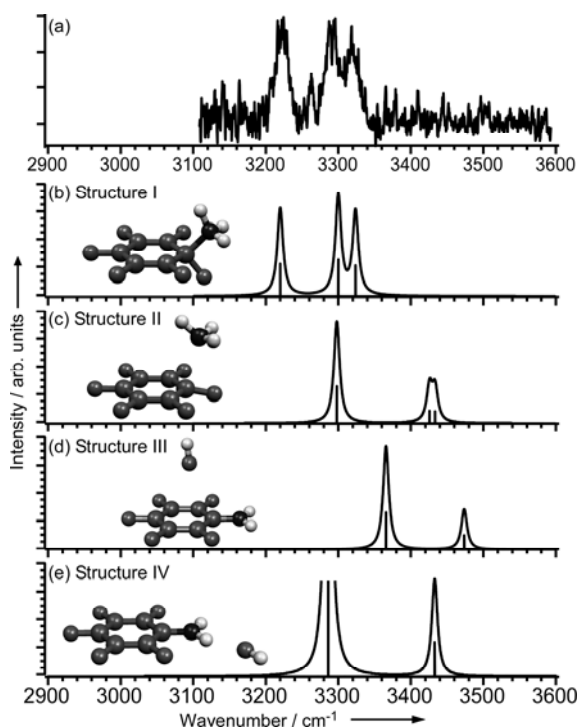 (a)
2900 3000 3100 3200 3300 3400 3500 3600
(b) Structure I
(c) Structure II
(d) Structure III
(e) Structure IV
Intensity / arb. units
2900 3000 3100 3200 3300 3400 3500 3600
Wavenumber / cm⁻¹